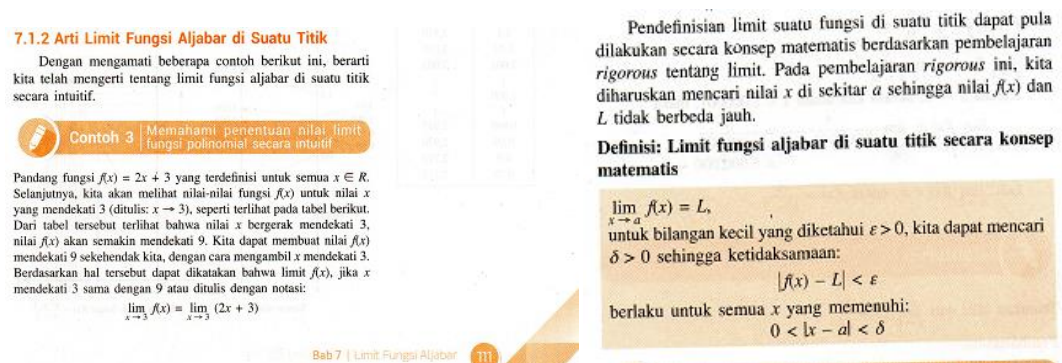 7.1.2 Arti Limit Fungsi Aljabar di Suatu Titik
Dengan mengamati beberapa contoh berikut ini, berarti
kita telah mengerti tentang limit fungsi aljabar di suatu titik
secara intuitif.
Contoh 3 Memahami penentuan nilai limit
fungsi polinomial secara intuitif
Pandang fungsi f(x) = 2x + 3 yang terdefinisi untuk semua x ∈ R.
Selanjutnya, kita akan melihat nilai-nilai fungsi f(x) untuk nilai x
yang mendekati 3 (ditulis: x → 3), seperti terlihat pada tabel berikut.
Dari tabel tersebut terlihat bahwa nilai x bergerak mendekati 3,
nilai f(x) akan semakin mendekati 9. Kita dapat membuat nilai f(x)
mendekati 9 sekehendak kita, dengan cara mengambil x mendekati 3.
Berdasarkan hal tersebut dapat dikatakan bahwa limit f(x), jika x
mendekati 3 sama dengan 9 atau ditulis dengan notasi:
lim x→3 f(x) = lim x→3 (2x + 3)
Bab 7 | Limit Fungsi Aljabar 111
Pendefinisian limit suatu fungsi di suatu titik dapat pula
dilakukan secara konsep matematis berdasarkan pembelajaran
rigorous tentang limit. Pada pembelajaran rigorous ini, kita
diharuskan mencari nilai x di sekitar a sehingga nilai f(x) dan
L tidak berbeda jauh.
Definisi: Limit fungsi aljabar di suatu titik secara konsep
matematis
lim x→a f(x) = L,
untuk bilangan kecil yang diketahui ε > 0, kita dapat mencari
δ > 0 sehingga ketidaksamaan:
|f(x) − L| < ε
berlaku untuk semua x yang memenuhi:
0 < |x − a| < δ